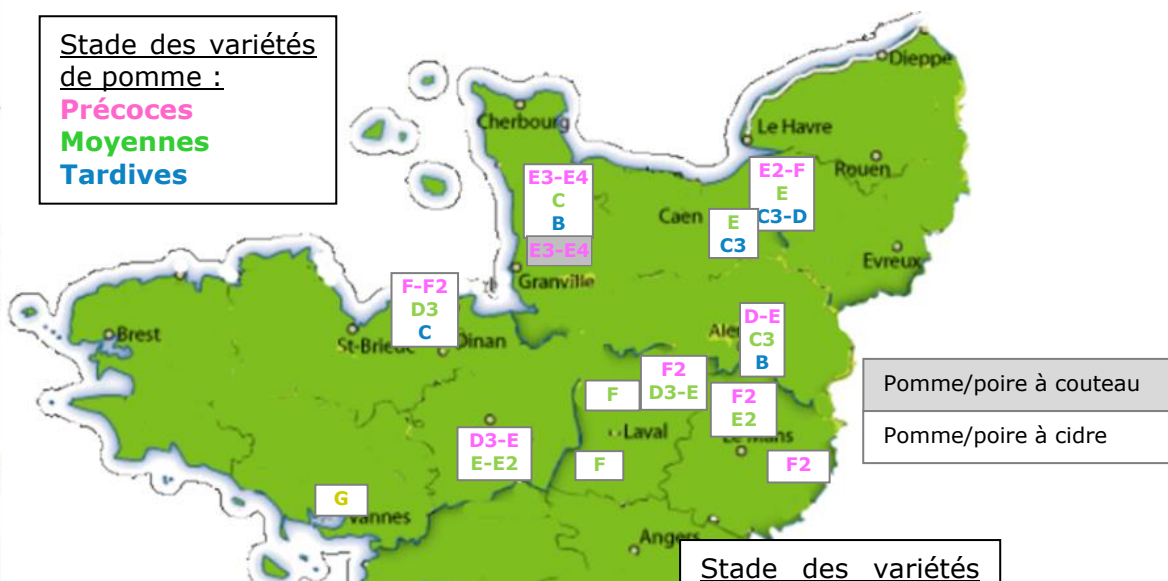 Stade des variétés
de pomme :
Précoces
Moyennes
Tardives
Dieppe
Cherbourg
Le Havre
Rouen
E3-E4
C
B
E3-E4
E2-F
E
C3-D
Caen
E
C3
Evreux
Granville
F-F2
D3
C
Brest
St-Brieuc
Dinan
D-E
C3
B
F2
D3-E
F
F2
E2
Pomme/poire à couteau
Pomme/poire à cidre
Laval
Le Mans
D3-E
E-E2
F
F2
G
Vannes
Angers
Stade des variétés